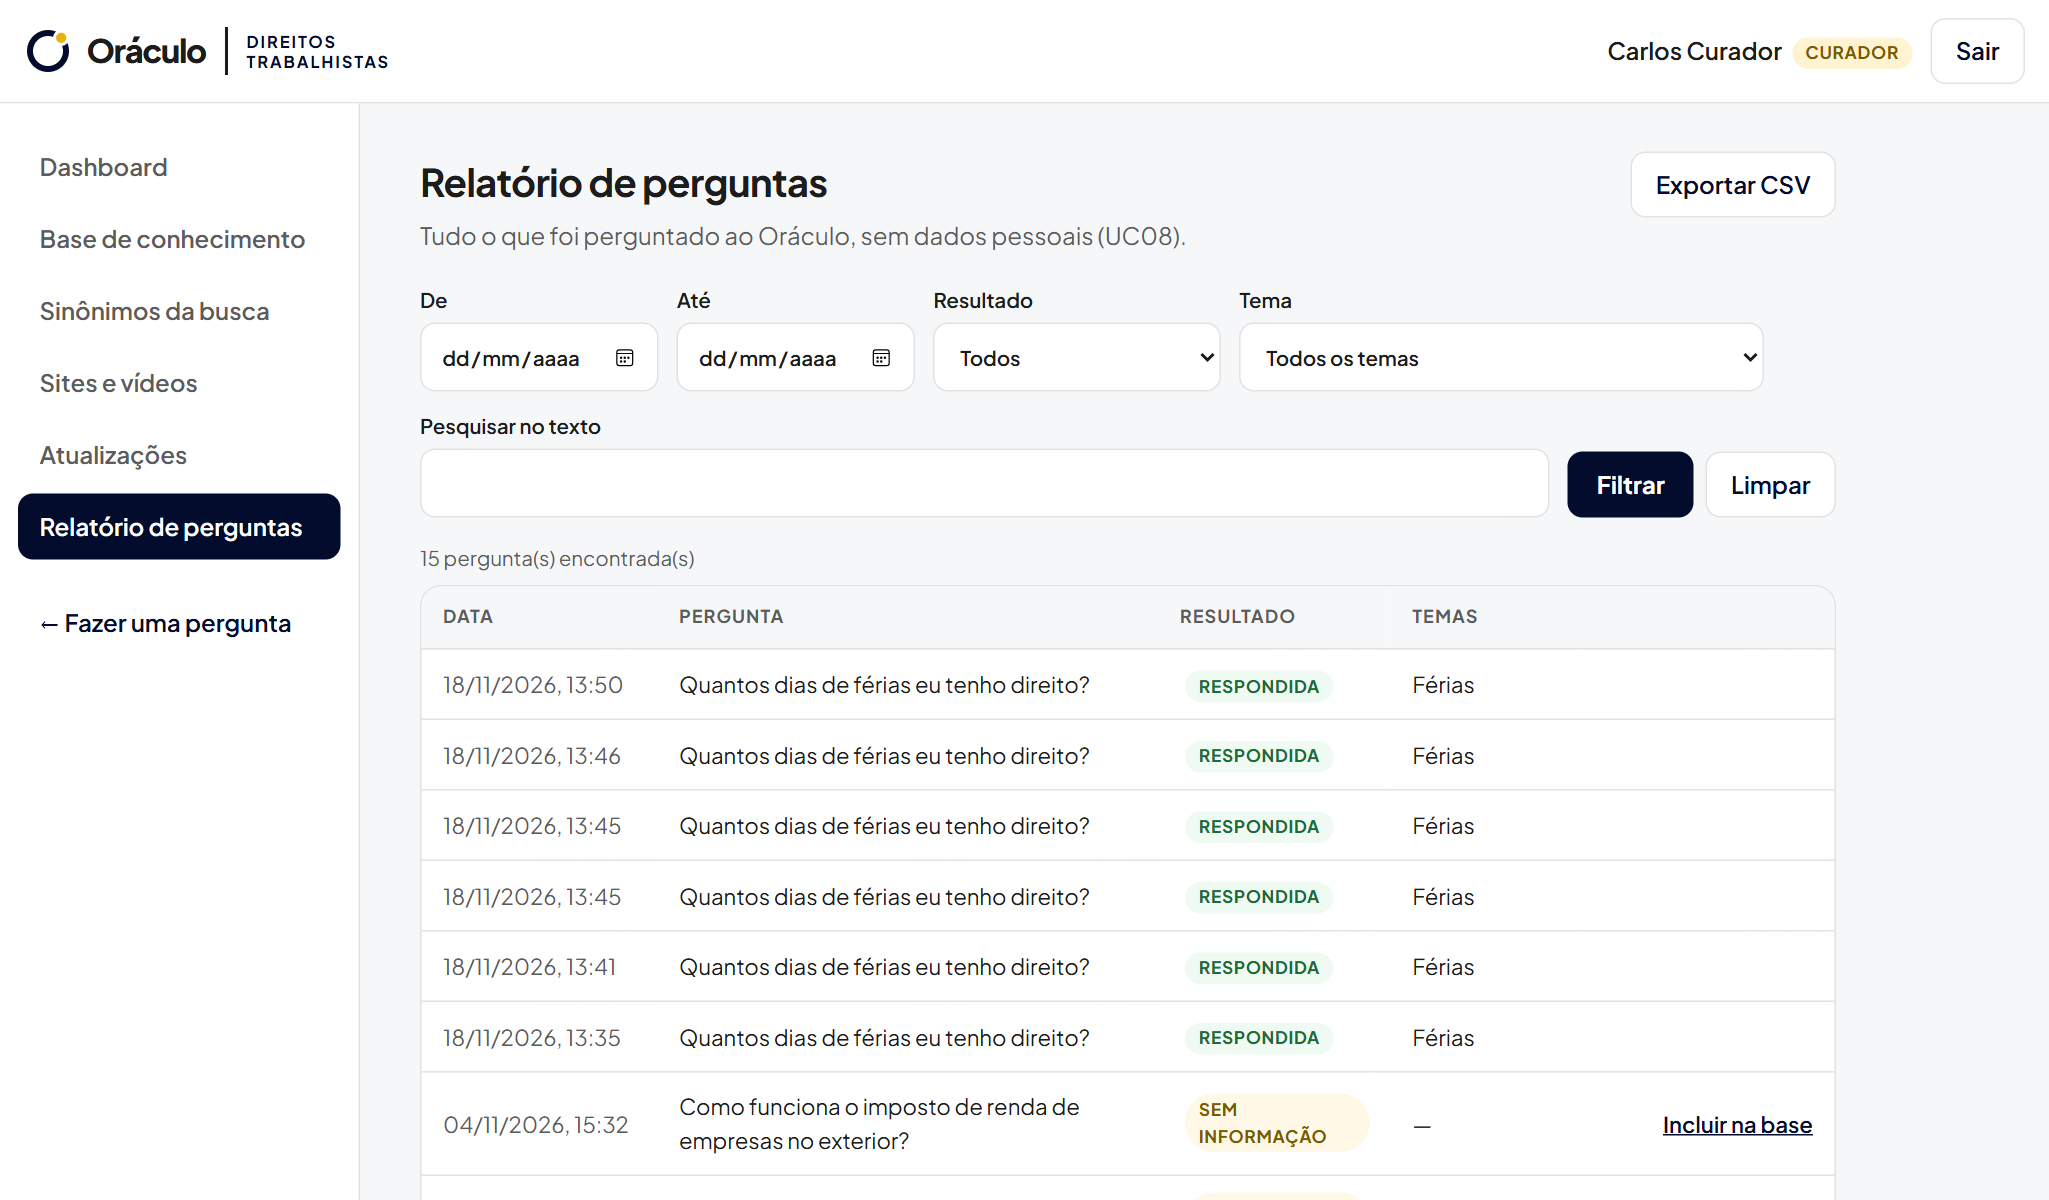 Oráculo
DIREITOS
TRABALHISTAS
Carlos Curador
CURADOR
Sair
Dashboard
Base de conhecimento
Sinônimos da busca
Sites e vídeos
Atualizações
Relatório de perguntas
← Fazer uma pergunta
Relatório de perguntas
Exportar CSV
Tudo o que foi perguntado ao Oráculo, sem dados pessoais (UC08).
De
Até
Resultado
Tema
dd/mm/aaaa
dd/mm/aaaa
Todos
Todos os temas
Pesquisar no texto
Filtrar
Limpar
15 pergunta(s) encontrada(s)
DATA PERGUNTA RESULTADO TEMAS
18/11/2026, 13:50 Quantos dias de férias eu tenho direito? RESPONDIDA Férias
18/11/2026, 13:46 Quantos dias de férias eu tenho direito? RESPONDIDA Férias
18/11/2026, 13:45 Quantos dias de férias eu tenho direito? RESPONDIDA Férias
18/11/2026, 13:45 Quantos dias de férias eu tenho direito? RESPONDIDA Férias
18/11/2026, 13:41 Quantos dias de férias eu tenho direito? RESPONDIDA Férias
18/11/2026, 13:35 Quantos dias de férias eu tenho direito? RESPONDIDA Férias
04/11/2026, 15:32
Como funciona o imposto de renda de
empresas no exterior?
SEM
INFORMAÇÃO
—
Incluir na base